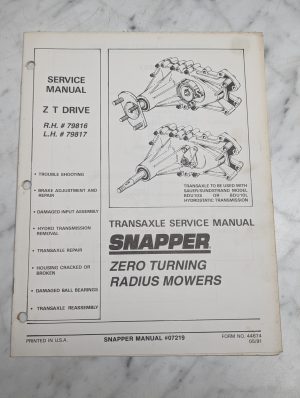 SERVICE
MANUAL
Z T DRIVE
R.H. # 79816
L.H. # 79817
• TROUBLE SHOOTING
• BRAKE ADJUSTMENT AND
REPAIR
• DAMAGED INPUT ASSEMBLY
• HYDRO TRANSMISSION
REMOVAL
• TRANSAXLE REPAIR
• HOUSING CRACKED OR
BROKEN
• DAMAGED BALL BEARINGS
• TRANSAXLE REASSEMBLY
TRANSAXLE TO BE USED WITH
SAUER/SUNDSTRAND MODEL
BDU10S OR BDU10L
HYDROSTATIC TRANSMISSION
TRANSAXLE SERVICE MANUAL
SNAPPER
ZERO TURNING
RADIUS MOWERS
PRINTED IN U.S.A.
SNAPPER MANUAL #07219
FORM NO. 44674